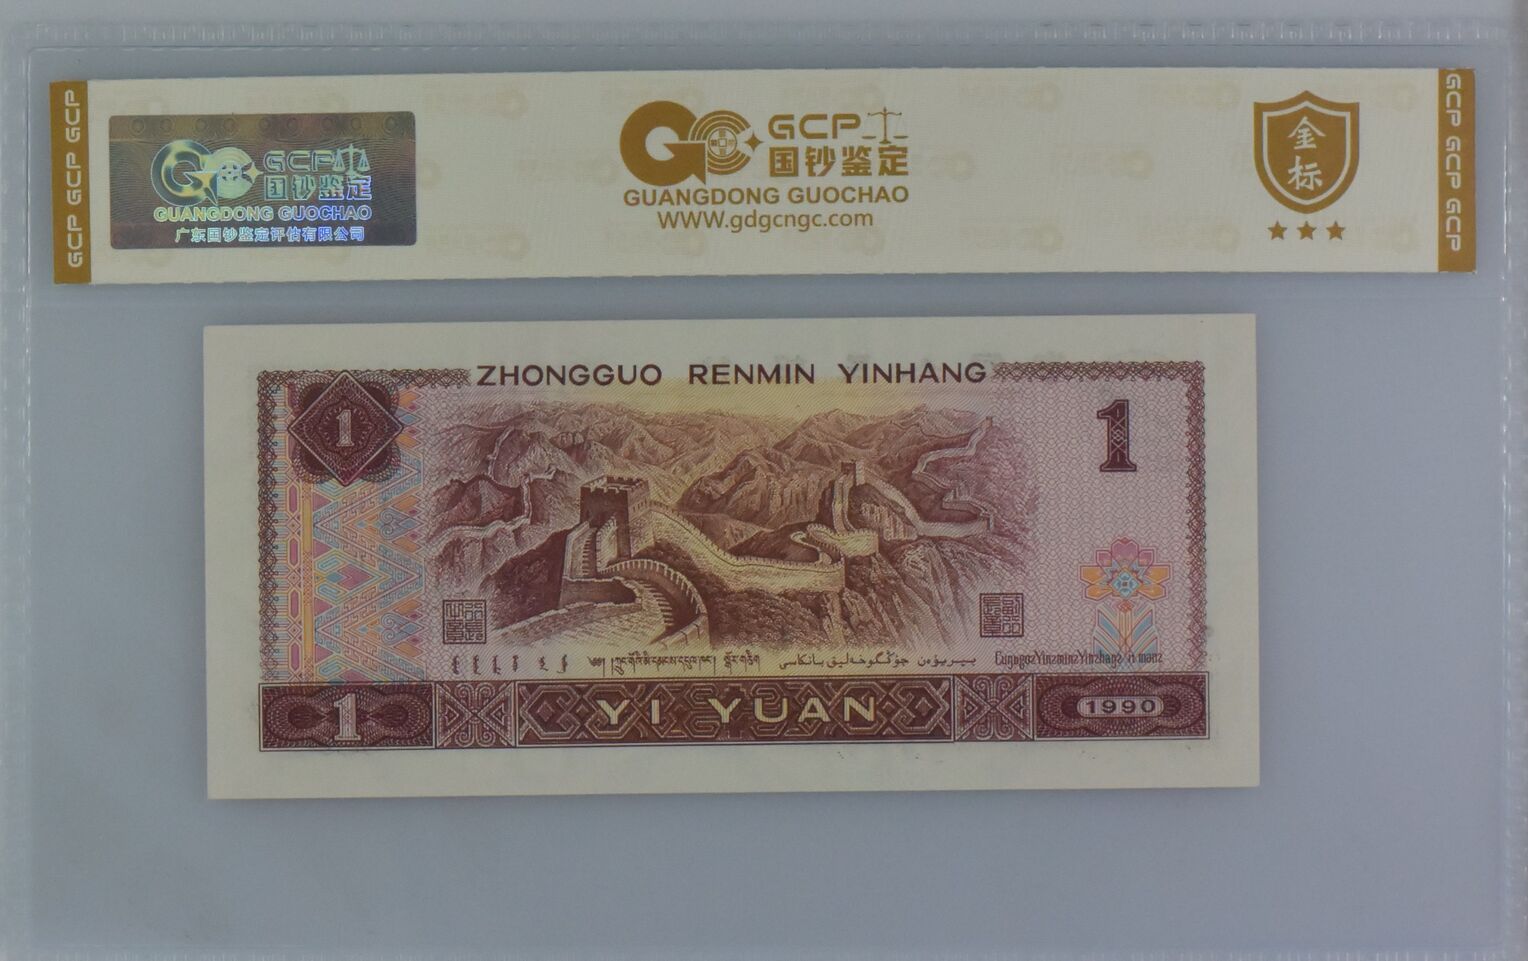 GCP GCP GCP
GCP
国钞鉴定
GUANGDONG GUOCHAO
广东国钞鉴定评估有限公司
GCP
国钞鉴定
GUANGDONG GUOCHAO
WWW.gdgcngc.com
金
标
GCP GCP GCP
ZHONGGUO RENMIN YINHANG
1
1
1
YI YUAN
1990